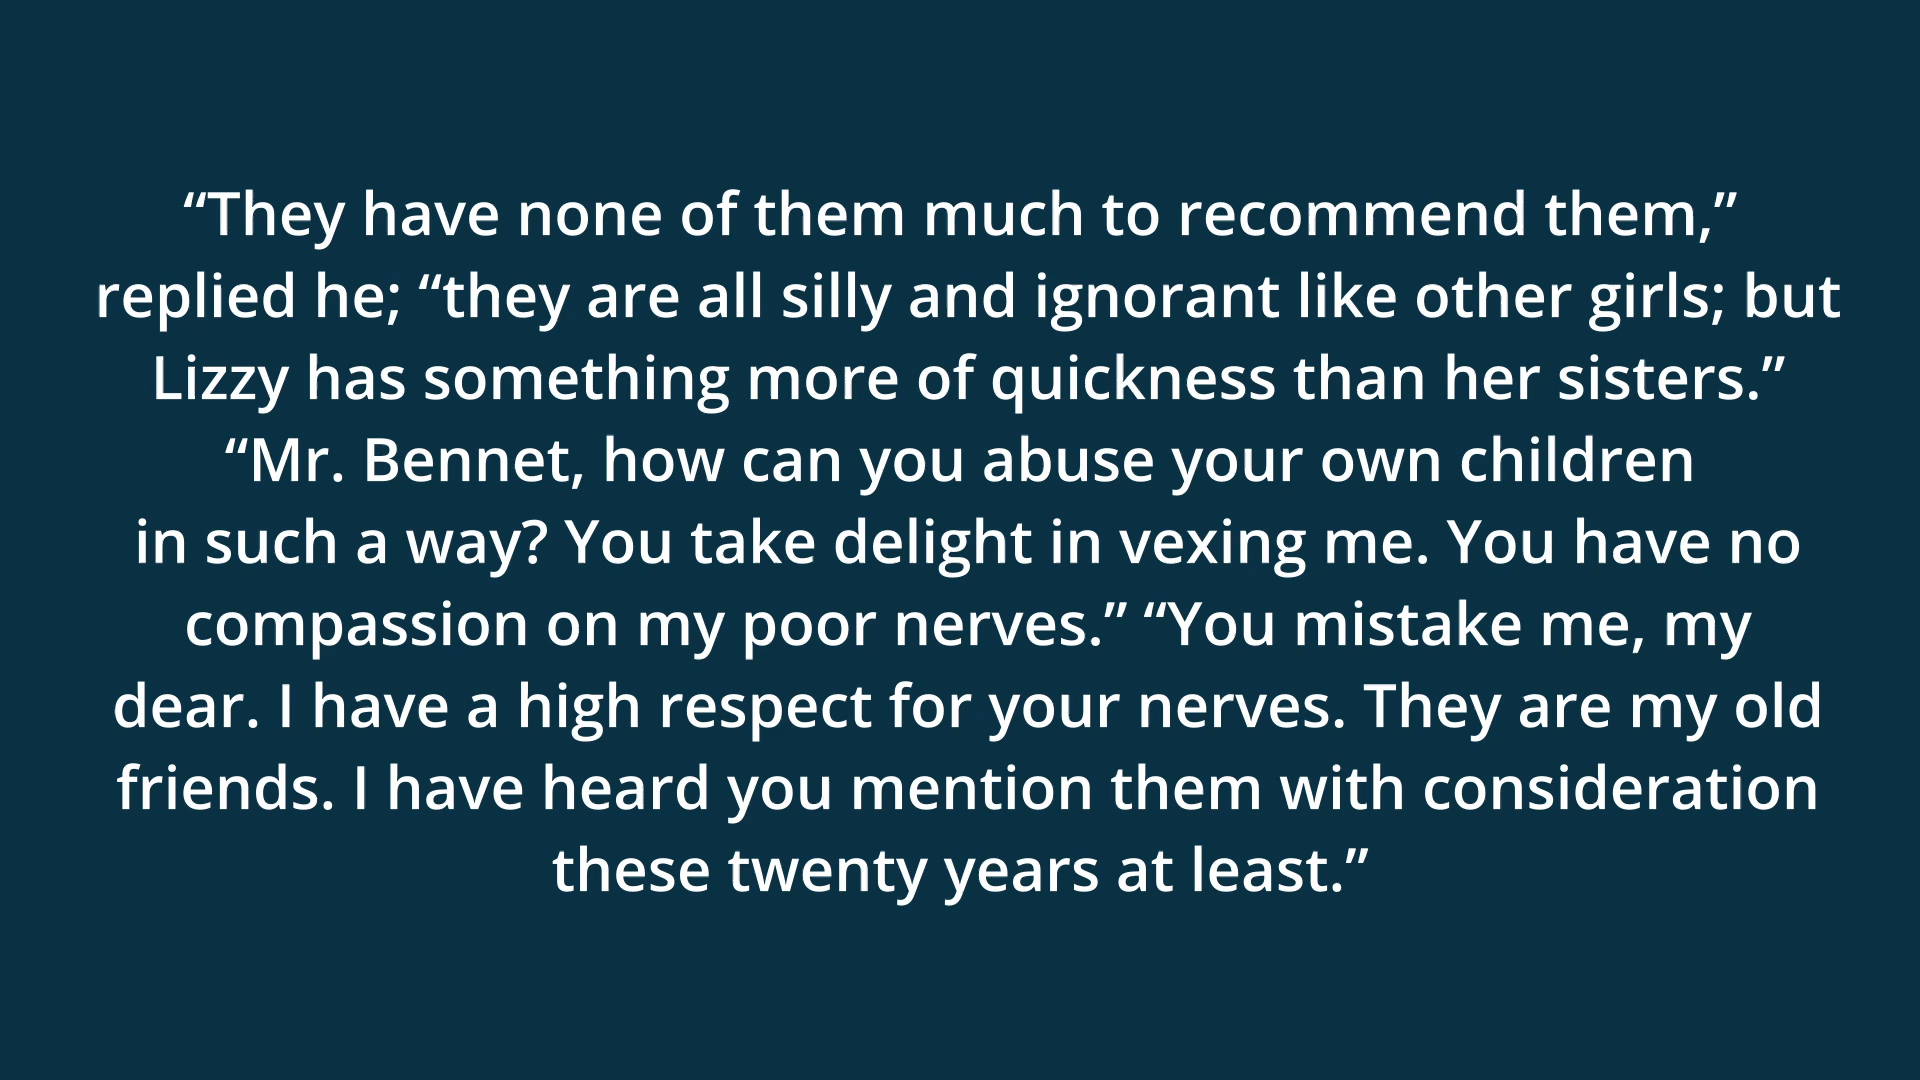 “They have none of them much to recommend them,”
replied he; “they are all silly and ignorant like other girls; but
Lizzy has something more of quickness than her sisters.”
“Mr. Bennet, how can you abuse your own children
in such a way? You take delight in vexing me. You have no
compassion on my poor nerves.” “You mistake me, my
dear. I have a high respect for your nerves. They are my old
friends. I have heard you mention them with consideration
these twenty years at least.”